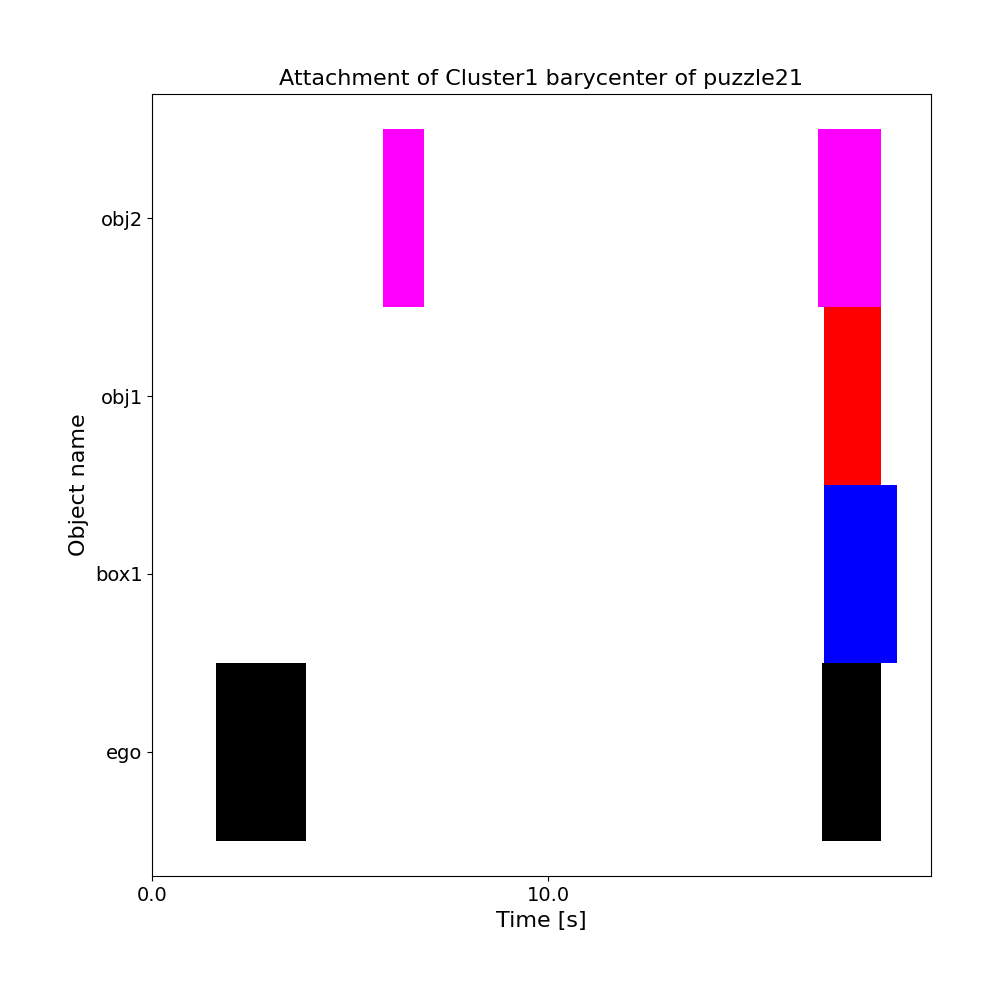 Attachment of Cluster1 barycenter of puzzle21
obj2
obj1
box1
ego
Object name
0.0
10.0
Time [s]